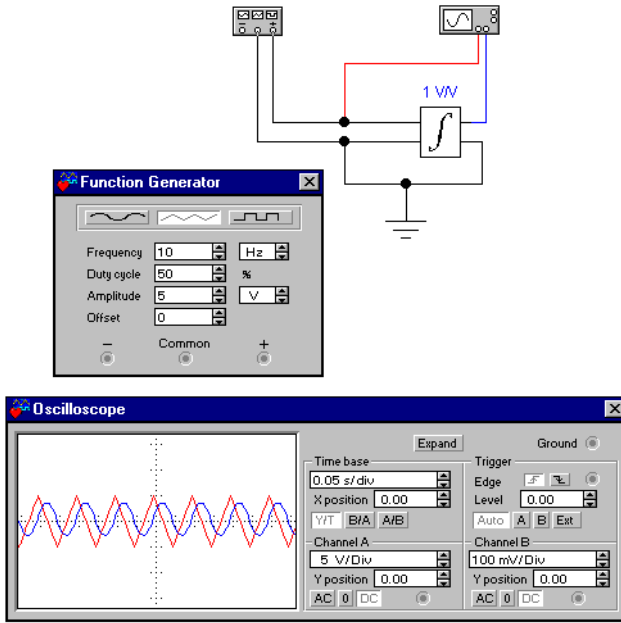 1 V/V
Function Generator
Frequency 10 Hz
Duty cycle 50 %
Amplitude 5 V
Offset 0
− Common +
Oscilloscope
Expand Ground
Time base Trigger
0.05 s/div Edge
X position 0.00 Level 0.00
Y/T B/A A/B Auto A B Ext
Channel A Channel B
5 V/Div 100 mV/Div
Y position 0.00 Y position 0.00
AC 0 DC AC 0 DC